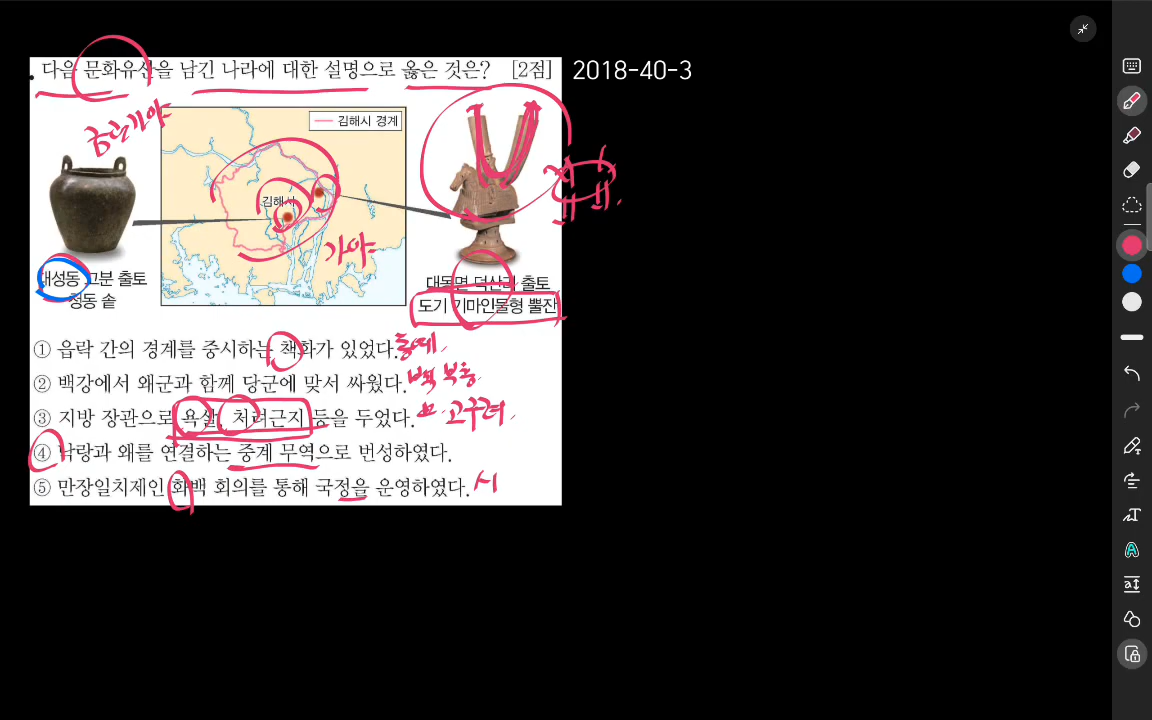 다음 문화유산을 남긴 나라에 대한 설명으로 옳은 것은? [2점]
2018-40-3
금관가야
김해시 경계
김해시
가야
대성동 고분 출토
청동 솥
대동면 덕산리 출토
도기 기마인물형 뿔잔
① 읍락 간의 경계를 중시하는 책화가 있었다. 동예
② 백강에서 왜군과 함께 당군에 맞서 싸웠다. 백 부흥
③ 지방 장관으로 욕살, 처려근지 등을 두었다. 고구려.
④ 낙랑과 왜를 연결하는 중계 무역으로 번성하였다.
⑤ 만장일치제인 화백 회의를 통해 국정을 운영하였다. 시